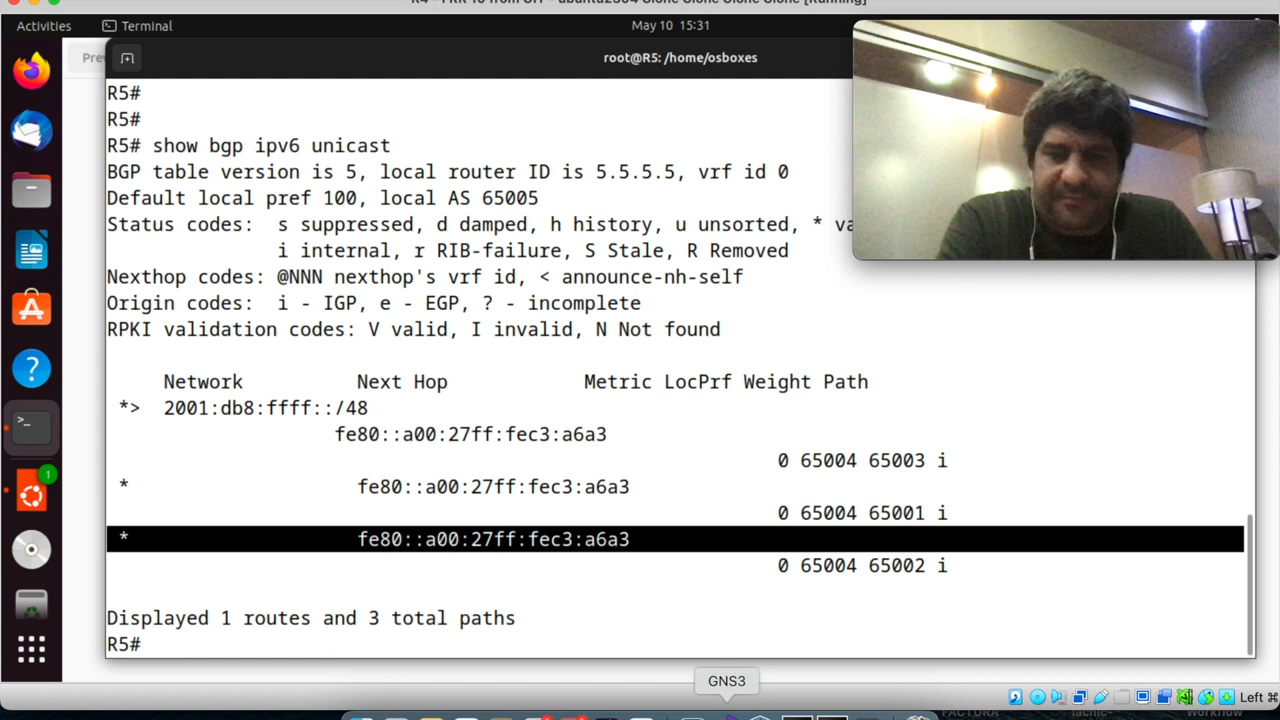 Activities
Terminal
May 10 15:31
Pre
root@R5: /home/osboxes
R5#
R5#
R5# show bgp ipv6 unicast
BGP table version is 5, local router ID is 5.5.5.5, vrf id 0
Default local pref 100, local AS 65005
Status codes:  s suppressed, d damped, h history, u unsorted, * va
i internal, r RIB-failure, S Stale, R Removed
Nexthop codes: @NNN nexthop's vrf id, < announce-nh-self
Origin codes:  i - IGP, e - EGP, ? - incomplete
RPKI validation codes: V valid, I invalid, N Not found
Network          Next Hop            Metric LocPrf Weight Path
*>  2001:db8:ffff::/48
fe80::a00:27ff:fec3:a6a3
0 65004 65003 i
*                    fe80::a00:27ff:fec3:a6a3
0 65004 65001 i
*                    fe80::a00:27ff:fec3:a6a3
0 65004 65002 i
Displayed 1 routes and 3 total paths
R5#
1
GNS3
Left ⌘
FACTURA
workflow